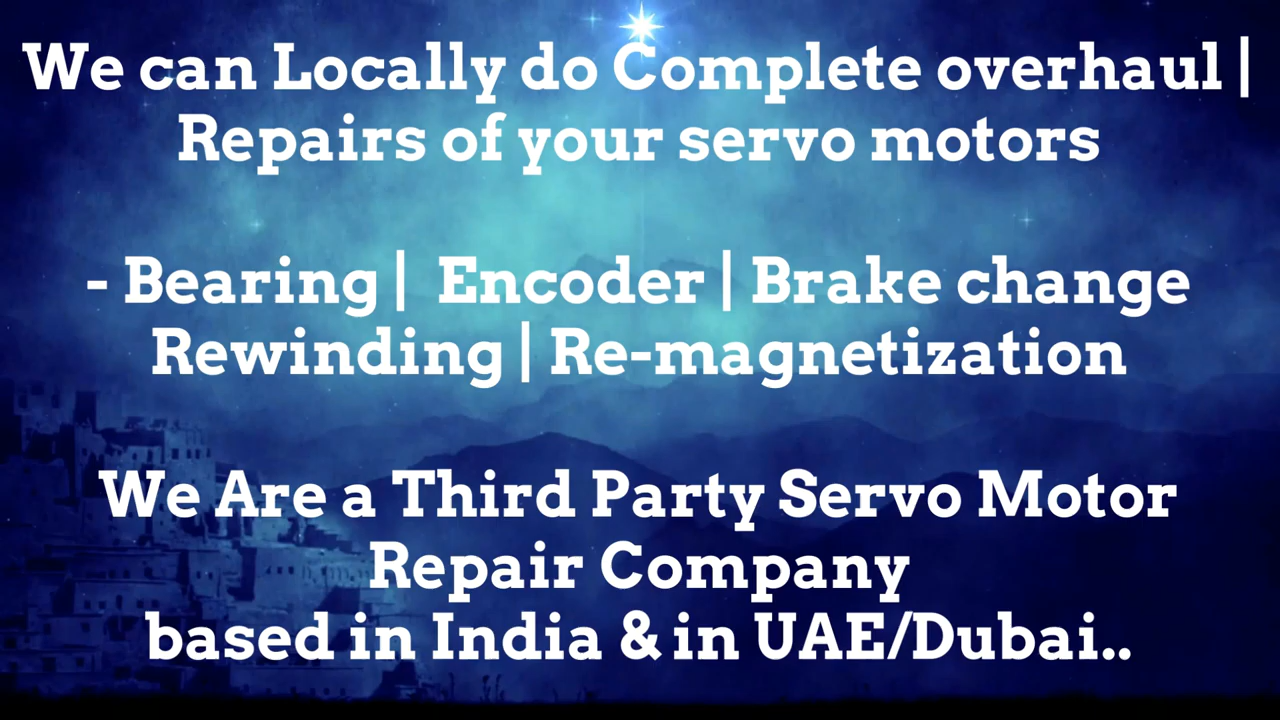 We can Locally do Complete overhaul |
Repairs of your servo motors
- Bearing |  Encoder | Brake change
Rewinding | Re-magnetization
We Are a Third Party Servo Motor
Repair Company
based in India & in UAE/Dubai..